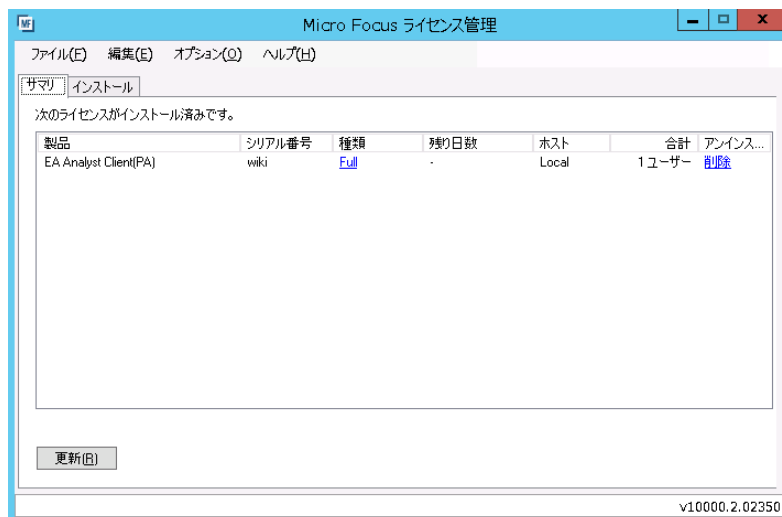 MF Micro Focus ライセンス管理
ファイル(F) 編集(E) オプション(O) ヘルプ(H)
サマリ インストール
次のライセンスがインストール済みです。
製品 シリアル番号 種類 残り日数 ホスト 合計 アンインス...
EA Analyst Client(PA) wiki Full - Local 1 ユーザー 削除
更新(R)
v10000.2.02350